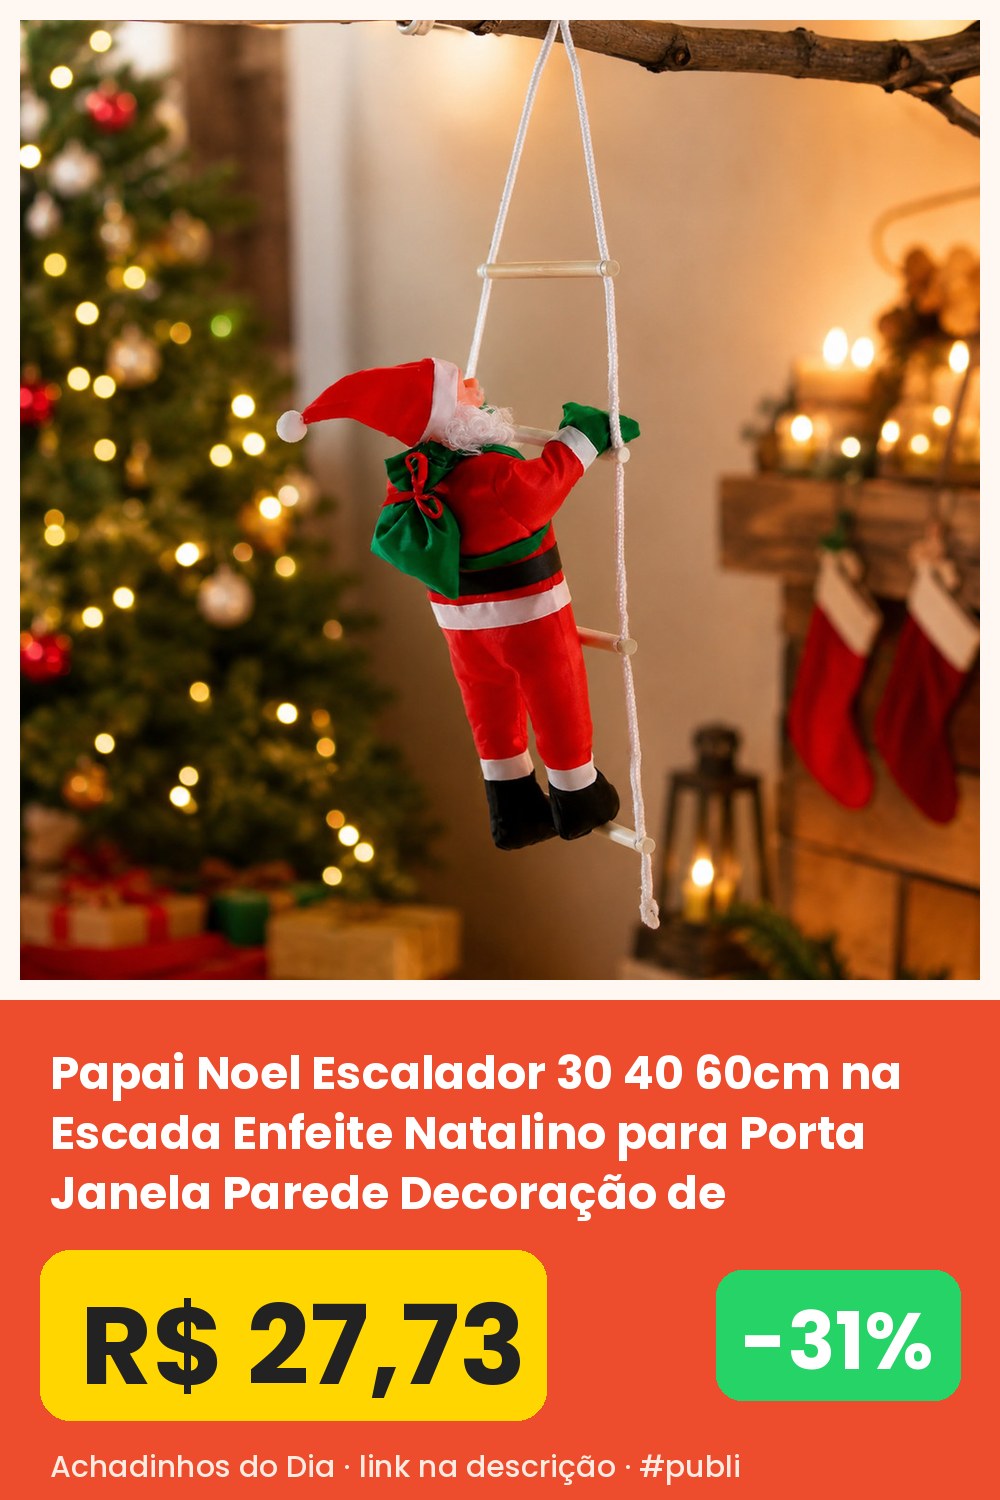 Papai Noel Escalador 30 40 60cm na
Escada Enfeite Natalino para Porta
Janela Parede Decoração de
R$ 27,73
-31%
Achadinhos do Dia · link na descrição · #publi